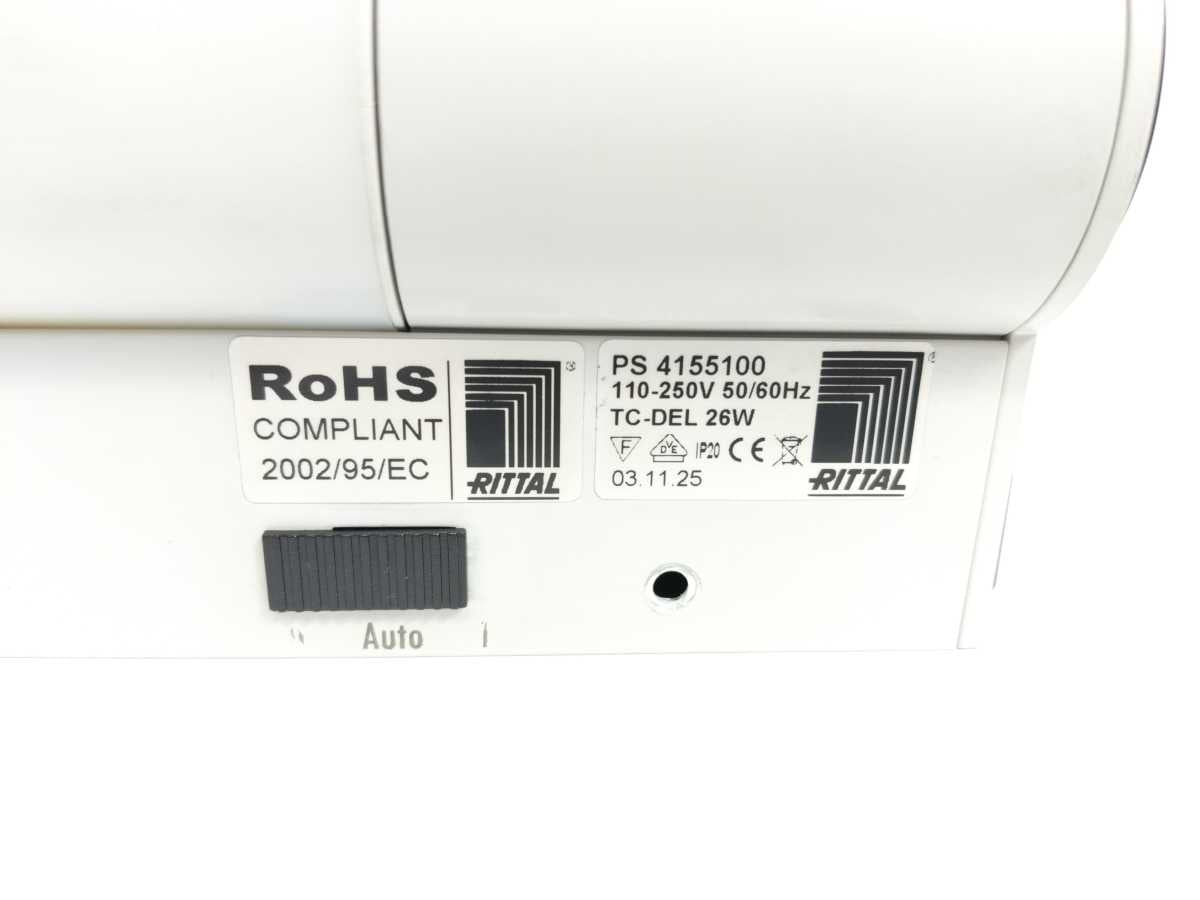 RoHS
COMPLIANT
2002/95/EC
RITTAL
®
PS 4155100
110-250V 50/60Hz
TC-DEL 26W
F
DVE
IP20 CE
03.11.25
RITTAL
®
Auto
I